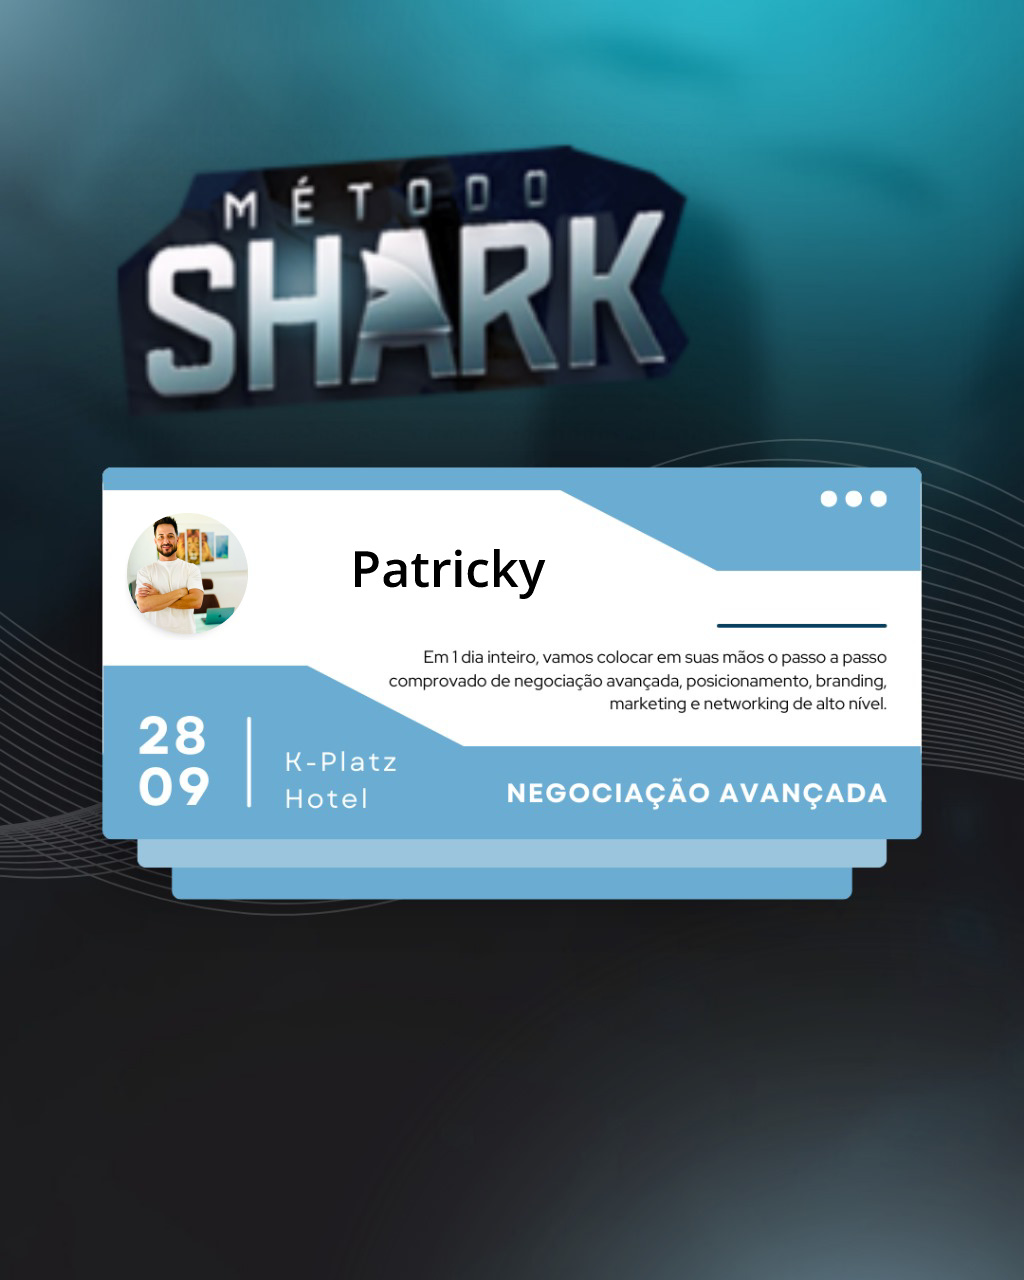 MÉTODO
SHARK
Patricky
Em 1 dia inteiro, vamos colocar em suas mãos o passo a passo
comprovado de negociação avançada, posicionamento, branding,
marketing e networking de alto nível.
28
09
K-Platz
Hotel
NEGOCIAÇÃO AVANÇADA